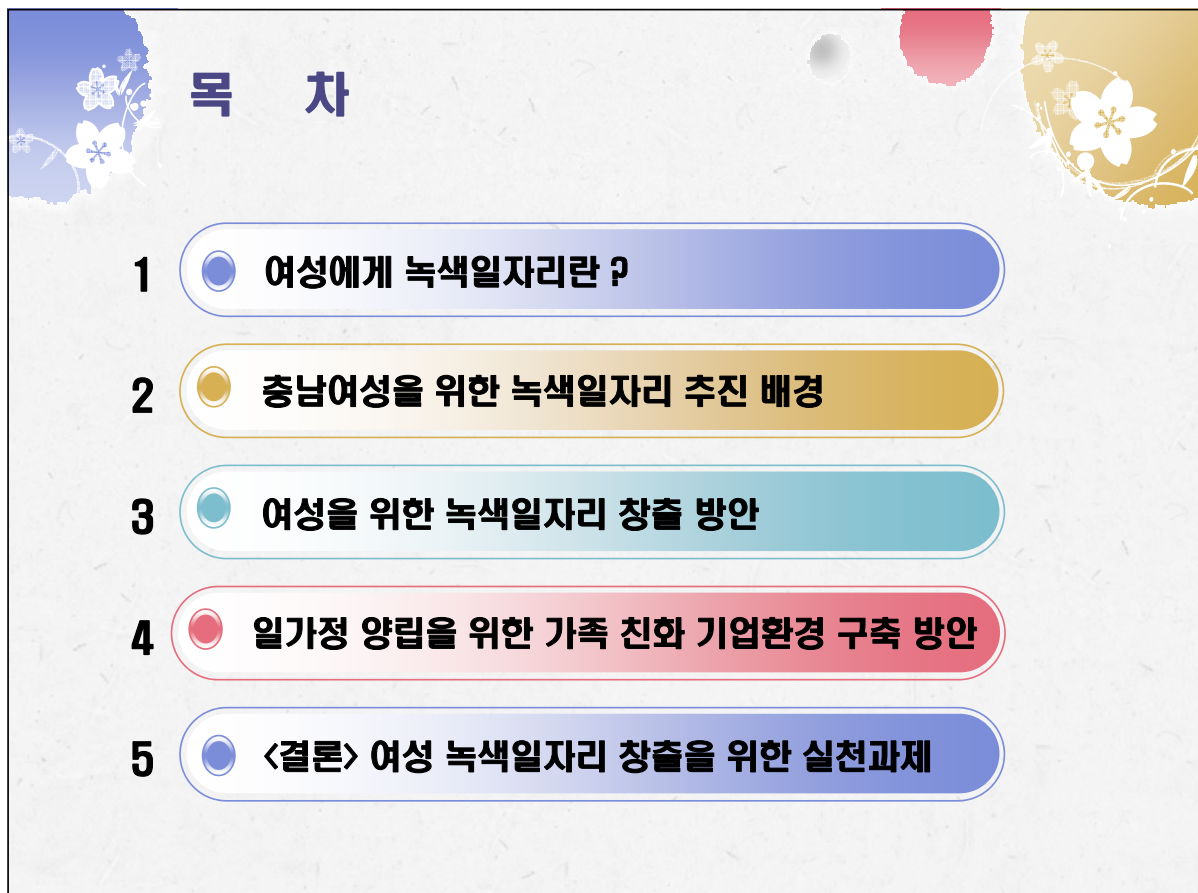 목 차
1 여성에게 녹색일자리란 ?
2 충남여성을 위한 녹색일자리 추진 배경
3 여성을 위한 녹색일자리 창출 방안
4 일가정 양립을 위한 가족 친화 기업환경 구축 방안
5 <결론> 여성 녹색일자리 창출을 위한 실천과제